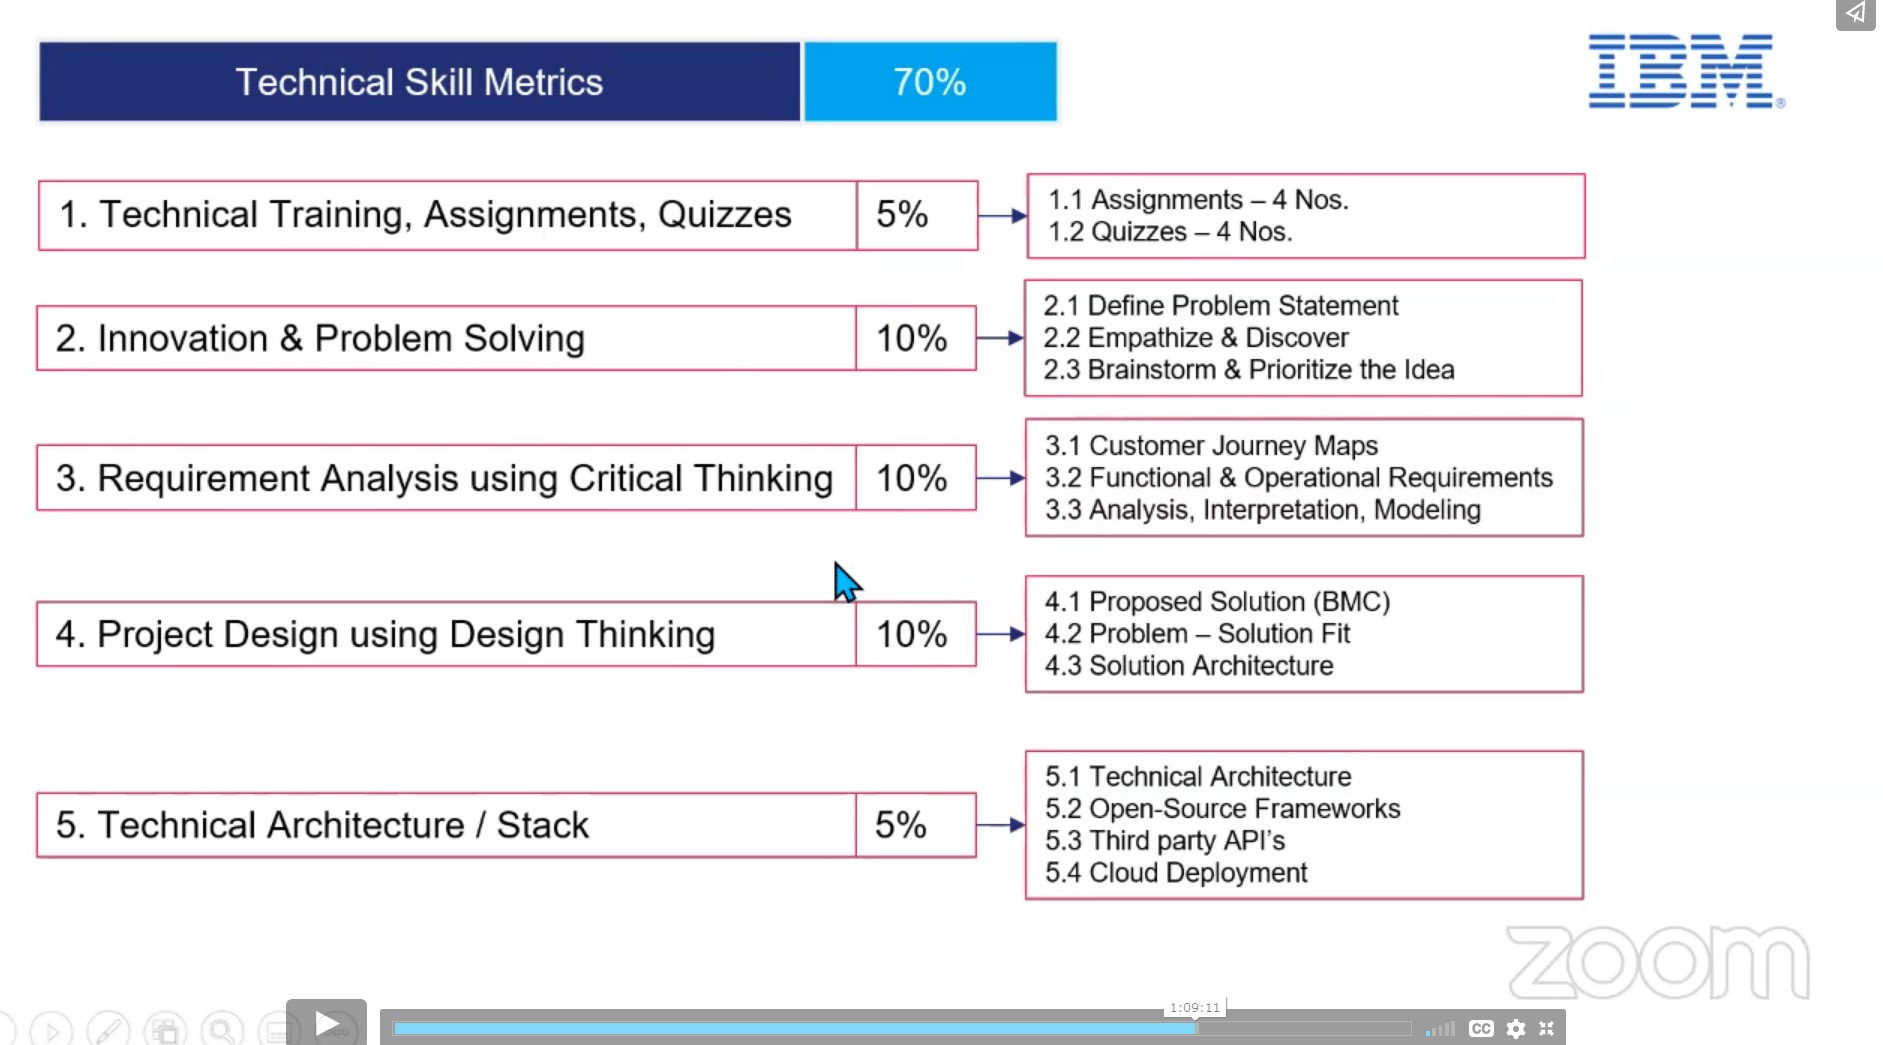 Technical Skill Metrics 70%
IBM®
1. Technical Training, Assignments, Quizzes 5%
1.1 Assignments – 4 Nos.
1.2 Quizzes – 4 Nos.
2. Innovation & Problem Solving 10%
2.1 Define Problem Statement
2.2 Empathize & Discover
2.3 Brainstorm & Prioritize the Idea
3. Requirement Analysis using Critical Thinking 10%
3.1 Customer Journey Maps
3.2 Functional & Operational Requirements
3.3 Analysis, Interpretation, Modeling
4. Project Design using Design Thinking 10%
4.1 Proposed Solution (BMC)
4.2 Problem – Solution Fit
4.3 Solution Architecture
5. Technical Architecture / Stack 5%
5.1 Technical Architecture
5.2 Open-Source Frameworks
5.3 Third party API's
5.4 Cloud Deployment
zoom
1:09:11
CC